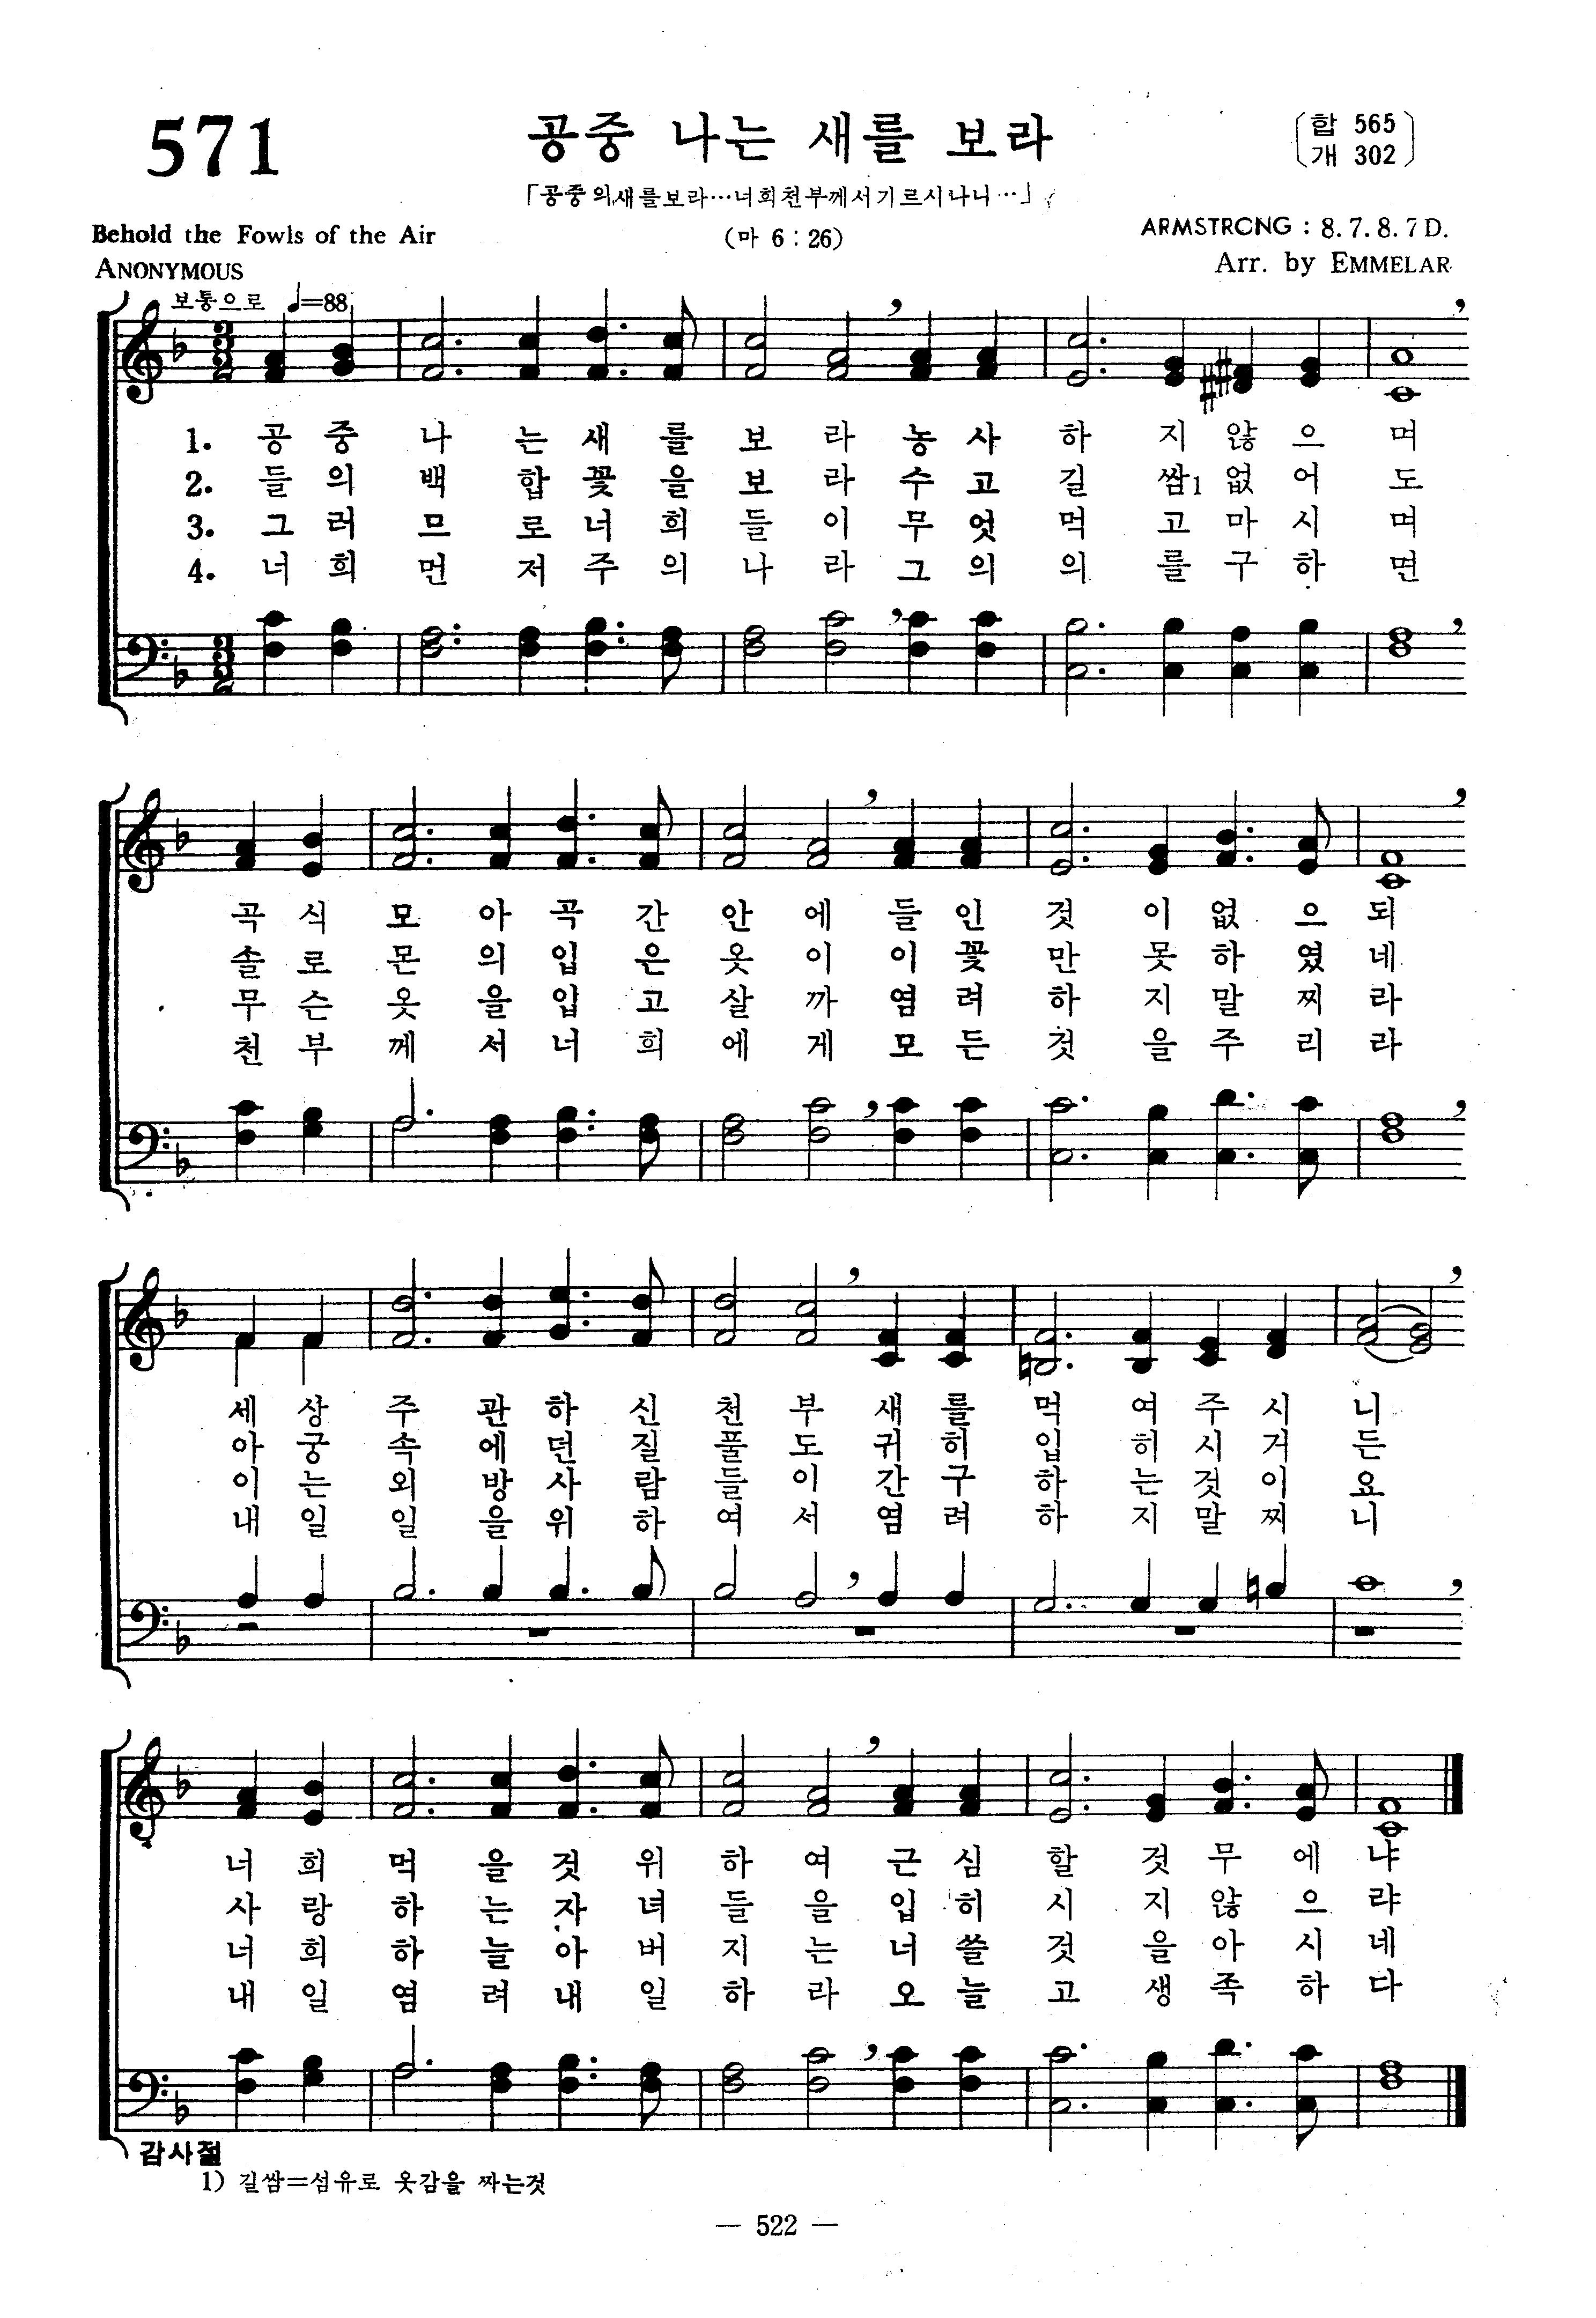 571
공중 나는 새를 보라
합 565
개 302
「공중의새를보라…너희천부께서기르시나니…」
(마 6 : 26)
Behold the Fowls of the Air
ANONYMOUS
ARMSTRONG : 8.7.8.7 D.
Arr. by EMMELAR
보통으로 ♩=88
1. 공 중 나 는 새 를 보 라 농 사 하 지 않 으 며
2. 들 의 백 합 꽃 을 보 라 수 고 길 쌈1 없 어 도
3. 그 러 므 로 너 희 들 이 무 엇 먹 고 마 시 며
4. 너 희 먼 저 주 의 나 라 그 의 의 를 구 하 면
곡 식 모 아 곡 간 안 에 들 인 것 이 없 으 되
솔 로 몬 의 입 은 옷 이 이 꽃 만 못 하 였 네
무 슨 옷 을 입 고 살 까 염 려 하 지 말 찌 라
천 부 께 서 너 희 에 게 모 든 것 을 주 리 라
세 상 주 관 하 신 천 부 새 를 먹 여 주 시 니
아 궁 속 에 던 질 풀 도 귀 히 입 히 시 거 든
이 는 외 방 사 람 들 이 간 구 하 는 것 이 요
내 일 일 을 위 하 여 서 염 려 하 지 말 찌 니
너 희 먹 을 것 위 하 여 근 심 할 것 무 에 냐
사 랑 하 는 자 녀 들 을 입 히 시 지 않 으 랴
너 희 하 늘 아 버 지 는 너 쓸 것 을 아 시 네
내 일 염 려 내 일 하 라 오 늘 고 생 족 하 다
감사절
1) 길쌈=섬유로 옷감을 짜는것
— 522 —